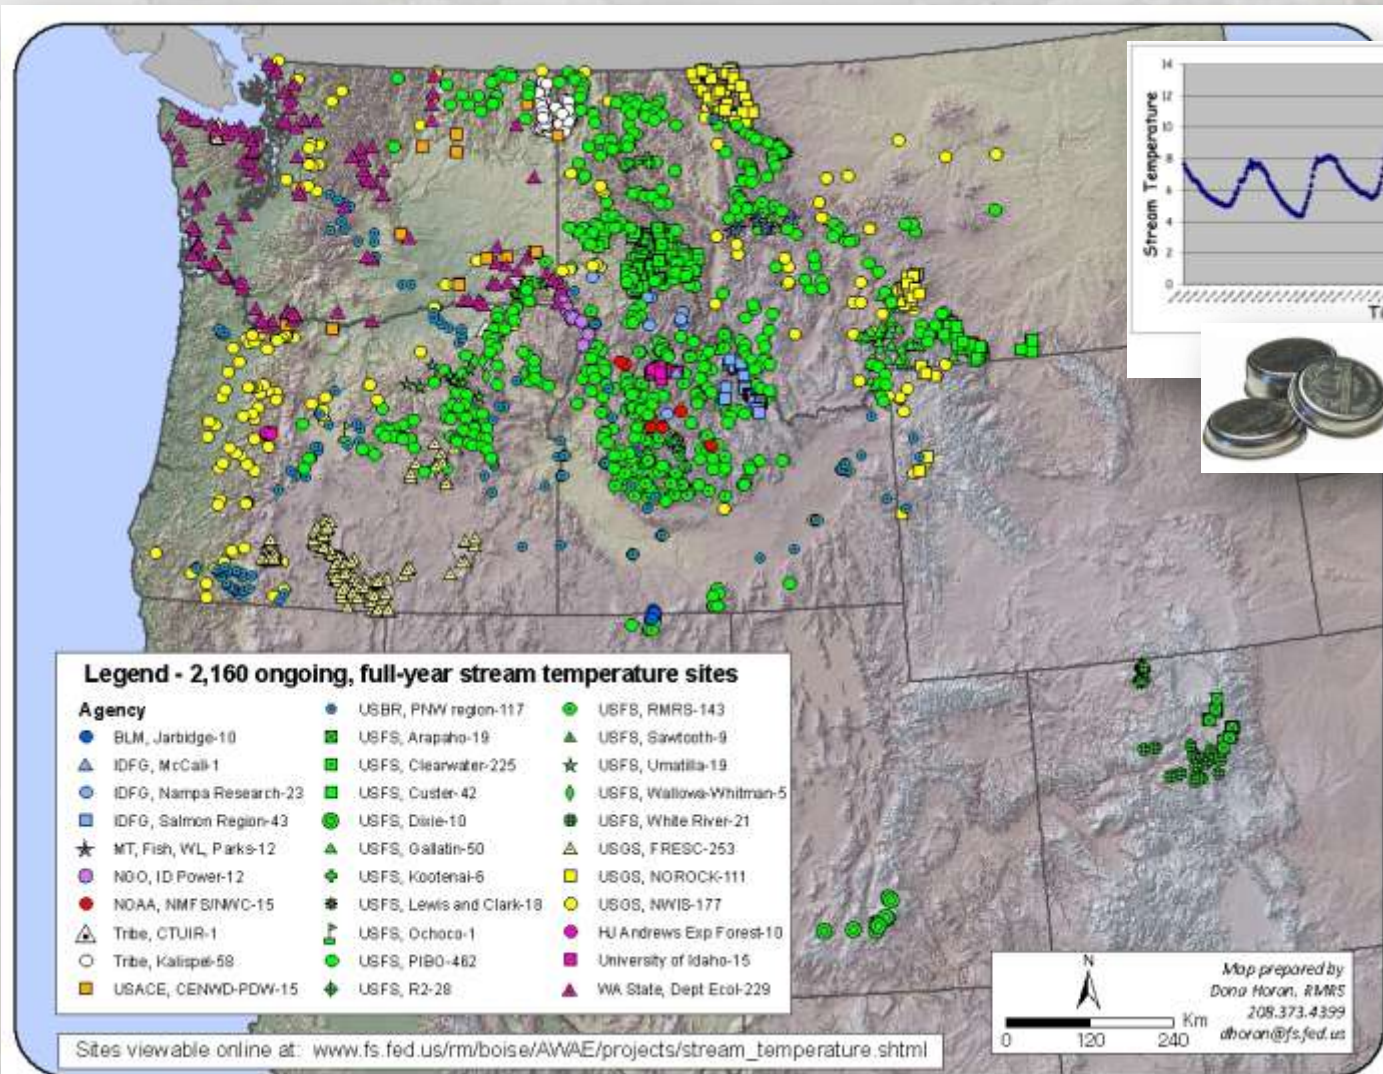 14
12
10
8
6
4
2
0
Stream Temperature
Legend - 2,160 ongoing, full-year stream temperature sites
Agency
BLM, Jarbidge-10
IDFG, McCall-1
IDFG, Nampa Research-23
IDFG, Salmon Region-43
MT, Fish, WL, Parks-12
NGO, ID Power-12
NOAA, NMFS/NWC-15
Tribe, CTUIR-1
Tribe, Kalispel-58
USACE, CENWD-PDW-15
USBR, PNW region-117
USFS, Arapaho-19
USFS, Clearwater-225
USFS, Custer-42
USFS, Dixie-10
USFS, Gallatin-50
USFS, Kootenai-6
USFS, Lewis and Clark-18
USFS, Ochoco-1
USFS, PIBO-462
USFS, R2-28
USFS, RMRS-143
USFS, Sawtooth-9
USFS, Umatilla-19
USFS, Wallowa-Whitman-5
USFS, White River-21
USGS, FRESC-253
USGS, NOROCK-111
USGS, NWIS-177
HJ Andrews Exp Forest-10
University of Idaho-15
WA State, Dept Ecol-229
Sites viewable online at: www.fs.fed.us/rm/boise/AWAE/projects/stream_temperature.shtml
N
0 120 240 Km
Map prepared by
Dona Horan, RMRS
208.373.4399
dhoran@fs.fed.us